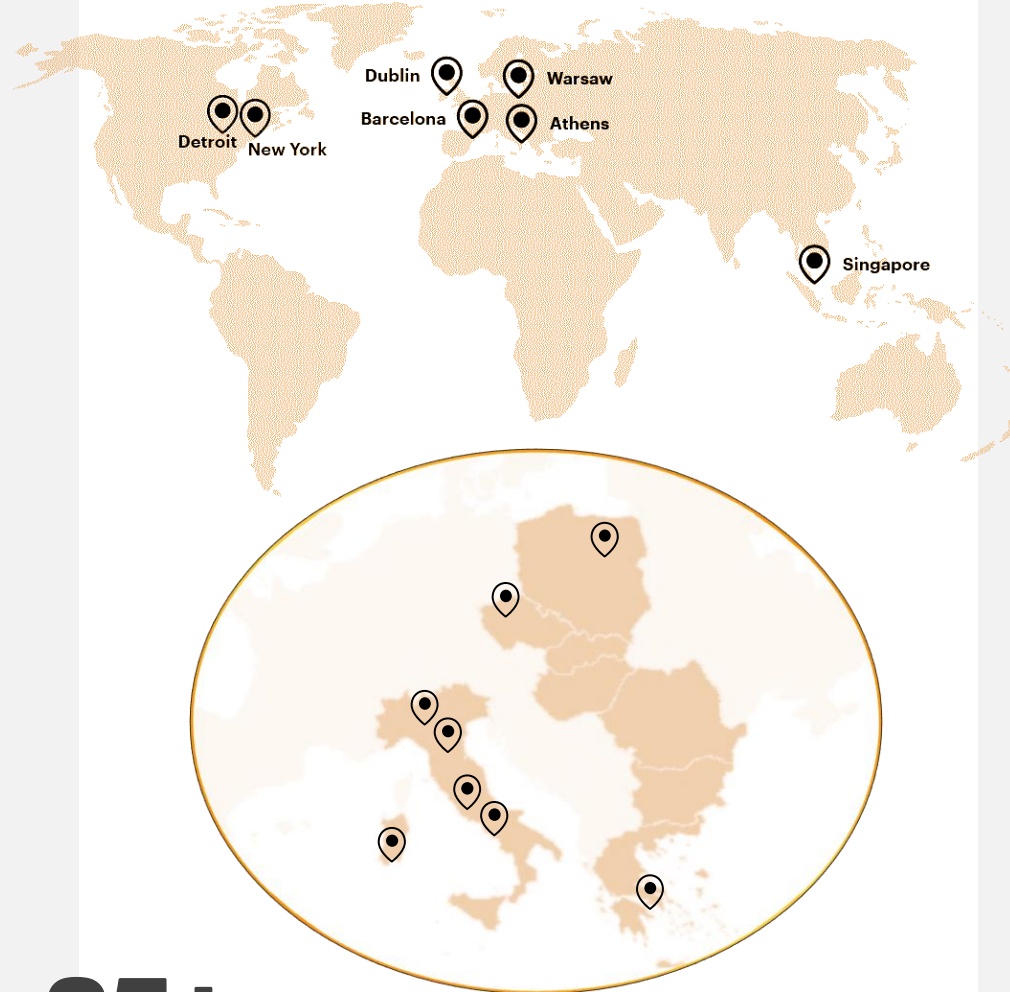 Dublin
Warsaw
Barcelona
Athens
Detroit
New York
Singapore